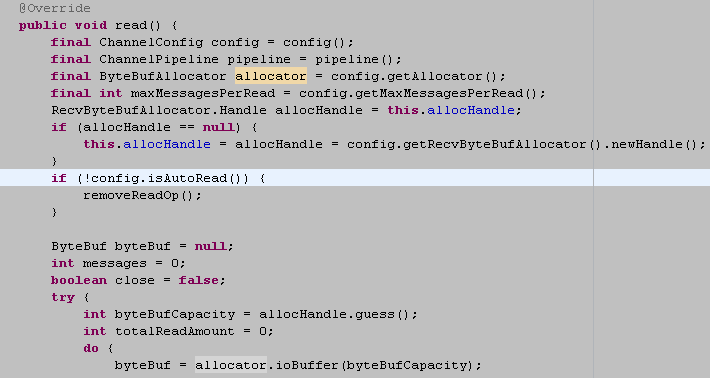 @Override
public void read() {
final ChannelConfig config = config();
final ChannelPipeline pipeline = pipeline();
final ByteBufAllocator allocator = config.getAllocator();
final int maxMessagesPerRead = config.getMaxMessagesPerRead();
RecvByteBufAllocator.Handle allocHandle = this.allocHandle;
if (allocHandle == null) {
this.allocHandle = allocHandle = config.getRecvByteBufAllocator().newHandle();
}
if (!config.isAutoRead()) {
removeReadOp();
}
ByteBuf byteBuf = null;
int messages = 0;
boolean close = false;
try {
int byteBufCapacity = allocHandle.guess();
int totalReadAmount = 0;
do {
byteBuf = allocator.ioBuffer(byteBufCapacity);